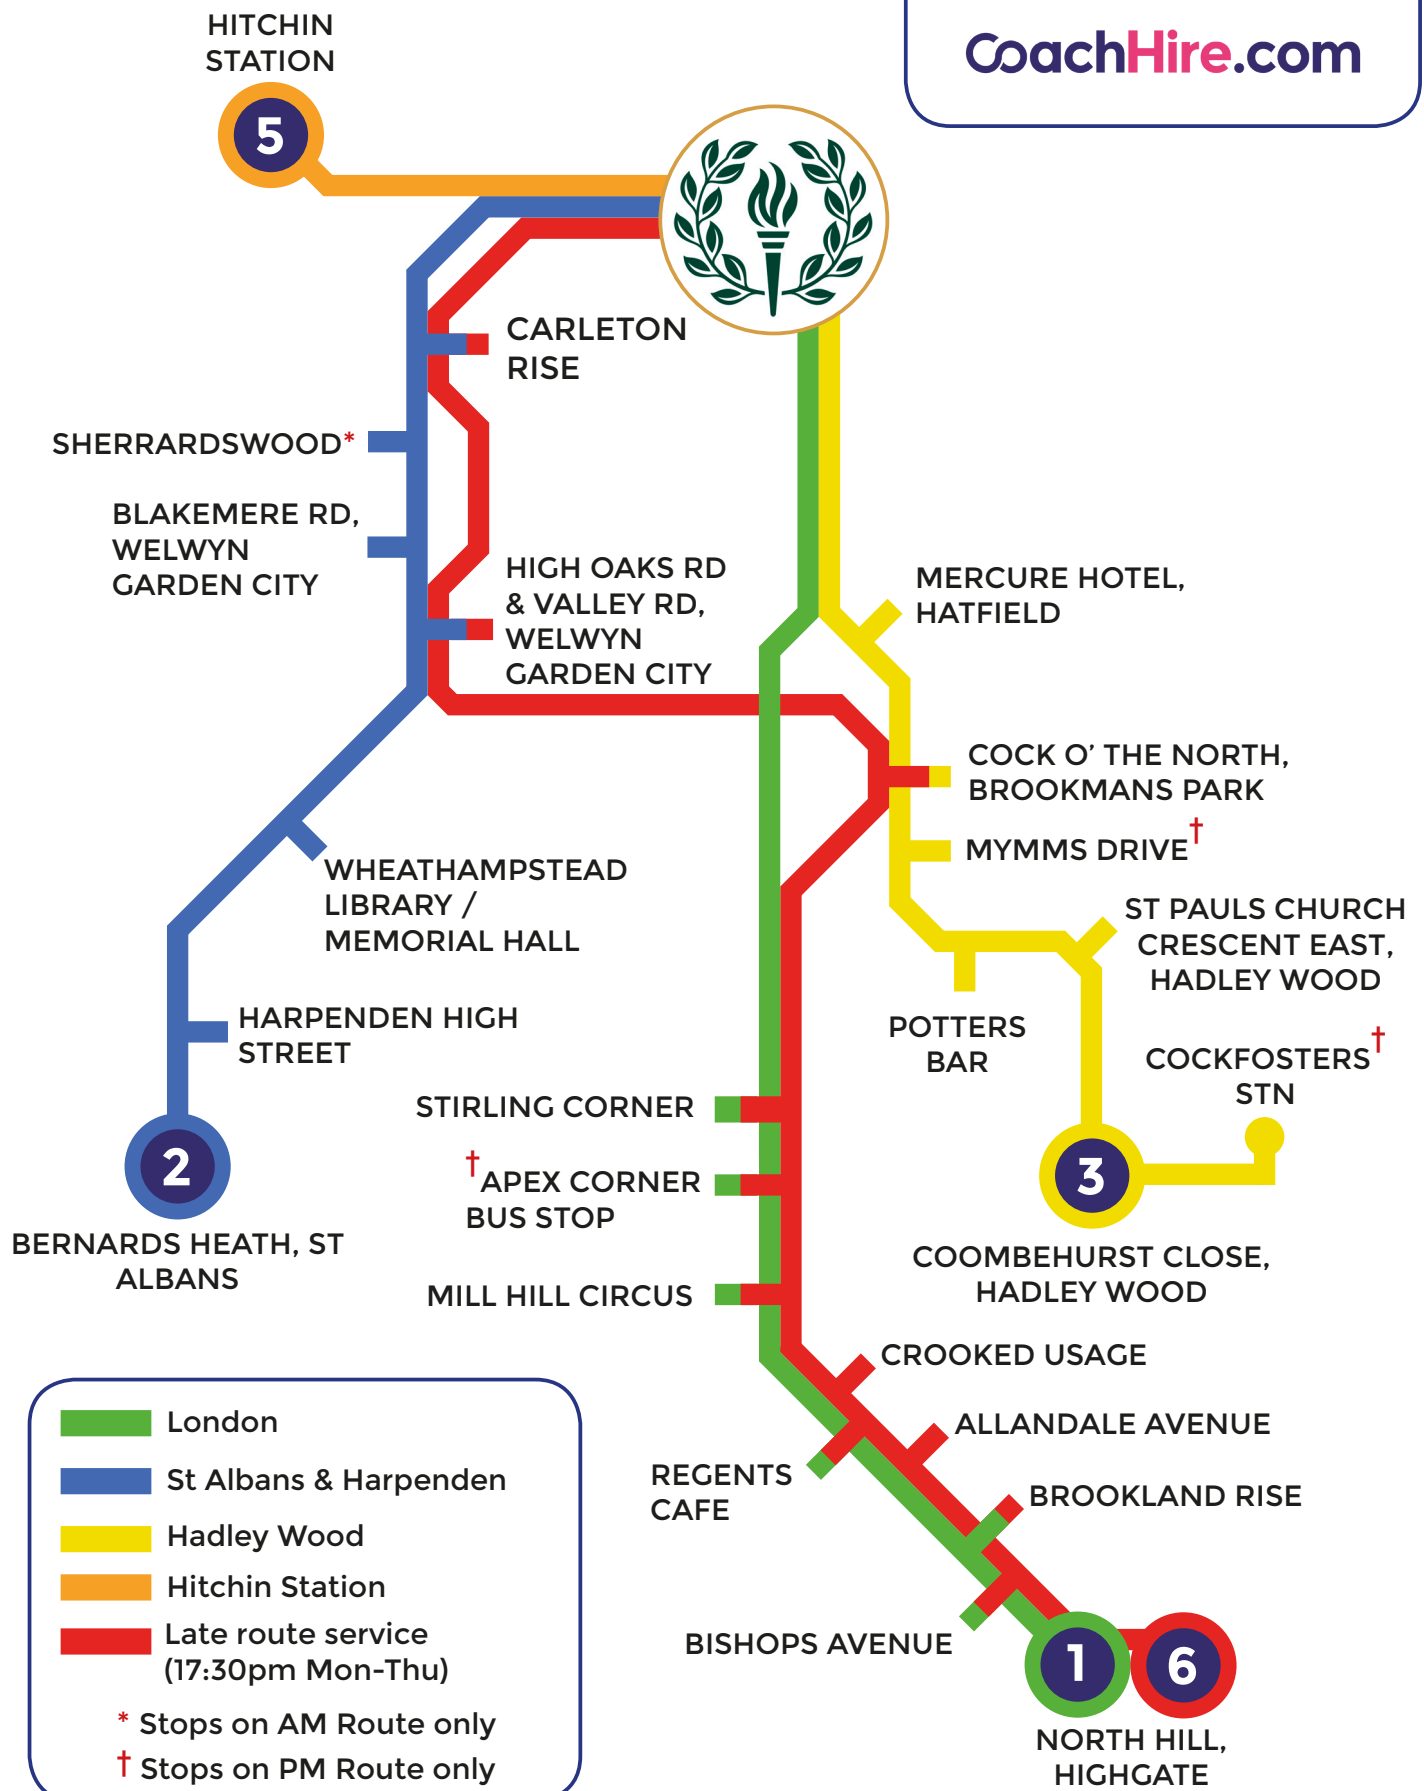 HITCHIN
STATION
CoachHire.com
5
CARLETON
RISE
SHERRARDSWOOD*
BLAKEMERE RD,
WELWYN
GARDEN CITY
HIGH OAKS RD
& VALLEY RD,
WELWYN
GARDEN CITY
MERCURE HOTEL,
HATFIELD
COCK O’ THE NORTH,
BROOKMANS PARK
MYMMS DRIVE†
WHEATHAMPSTEAD
LIBRARY /
MEMORIAL HALL
ST PAULS CHURCH
CRESCENT EAST,
HADLEY WOOD
HARPENDEN HIGH
STREET
POTTERS
BAR
COCKFOSTERS†
STN
STIRLING CORNER
2
†APEX CORNER
BUS STOP
3
BERNARDS HEATH, ST
ALBANS
COOMBEHURST CLOSE,
HADLEY WOOD
MILL HILL CIRCUS
CROOKED USAGE
ALLANDALE AVENUE
REGENTS
CAFE
BROOKLAND RISE
BISHOPS AVENUE
1
6
NORTH HILL,
HIGHGATE
London
St Albans & Harpenden
Hadley Wood
Hitchin Station
Late route service
(17:30pm Mon-Thu)
* Stops on AM Route only
† Stops on PM Route only